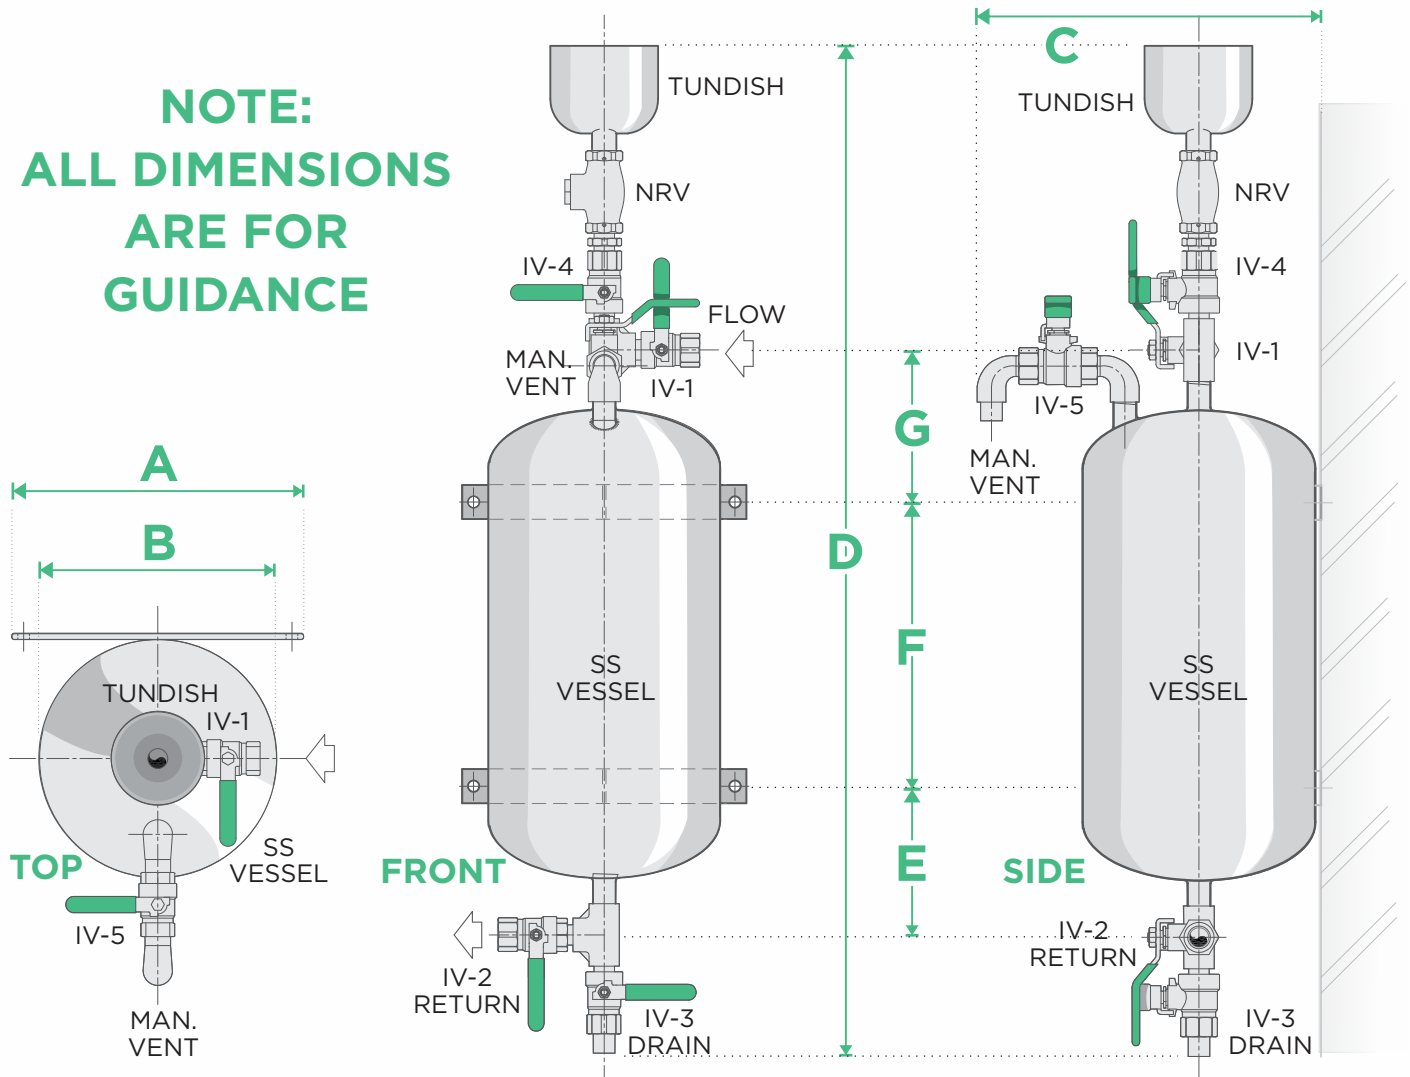 NOTE:
ALL DIMENSIONS
ARE FOR
GUIDANCE
A
B
TUNDISH
IV-1
SS
VESSEL
TOP
IV-5
MAN.
VENT
TUNDISH
NRV
IV-4
FLOW
MAN.
VENT
IV-1
SS
VESSEL
FRONT
IV-2
RETURN
IV-3
DRAIN
D
G
F
E
C
TUNDISH
NRV
IV-4
IV-1
IV-5
MAN.
VENT
SS
VESSEL
SIDE
IV-2
RETURN
IV-3
DRAIN